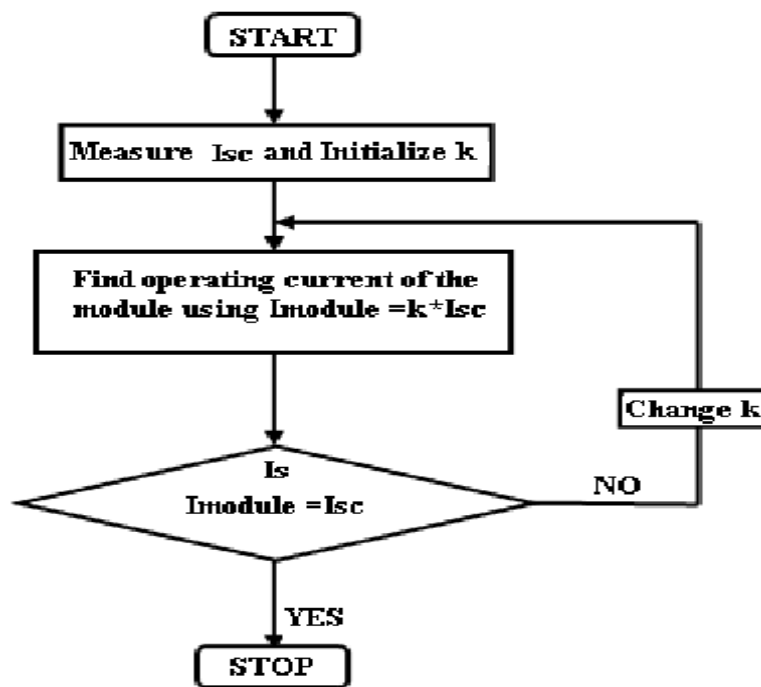 START
Measure Isc and Initialize k
Find operating current of the
module using Imodule =k*Isc
Change k
Is
Imodule =Isc
NO
YES
STOP